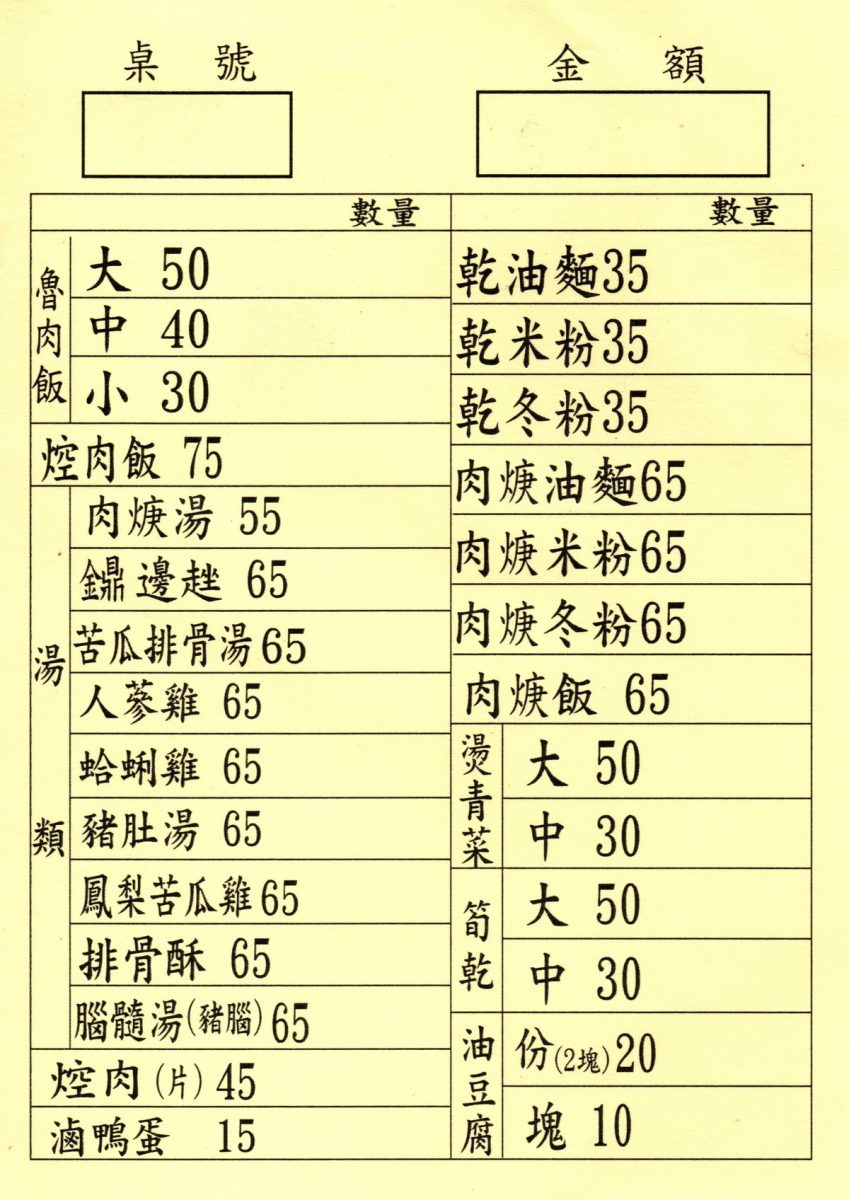 桌號
金額
數量
魯肉飯
大 50
中 40
小 30
焢肉飯 75
湯類
肉焿湯 55
鐤邊趖 65
苦瓜排骨湯 65
人蔘雞 65
蛤蜊雞 65
豬肚湯 65
鳳梨苦瓜雞 65
排骨酥 65
腦髓湯(豬腦) 65
焢肉(片) 45
滷鴨蛋 15
數量
乾油麵35
乾米粉35
乾冬粉35
肉焿油麵65
肉焿米粉65
肉焿冬粉65
肉焿飯 65
燙青菜
大 50
中 30
筍乾
大 50
中 30
油豆腐
份(2塊)20
塊 10